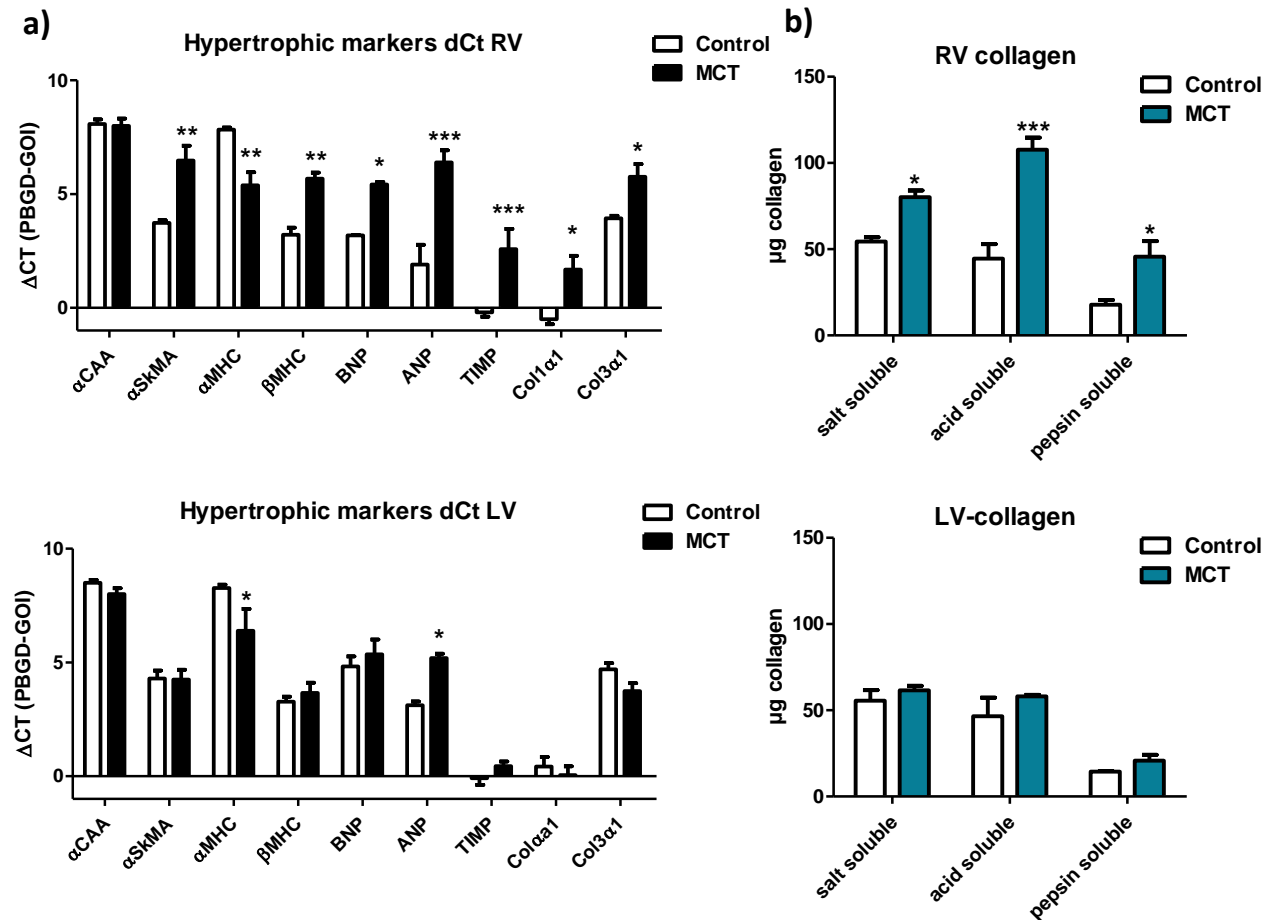 a)
Hypertrophic markers dCt RV
Control
MCT
ΔCT (PBGD-GOI)
10
5
0
** ** ** * *** *** * *
αCAA αSkMA αMHC βMHC BNP ANP TIMP Col1α1 Col3α1
b)
RV collagen
Control
MCT
µg collagen
150
100
50
0
* *** *
salt soluble acid soluble pepsin soluble
Hypertrophic markers dCt LV
Control
MCT
ΔCT (PBGD-GOI)
10
5
0
* *
αCAA αSkMA αMHC βMHC BNP ANP TIMP Colαa1 Col3α1
LV-collagen
Control
MCT
µg collagen
150
100
50
0
salt soluble acid soluble pepsin soluble